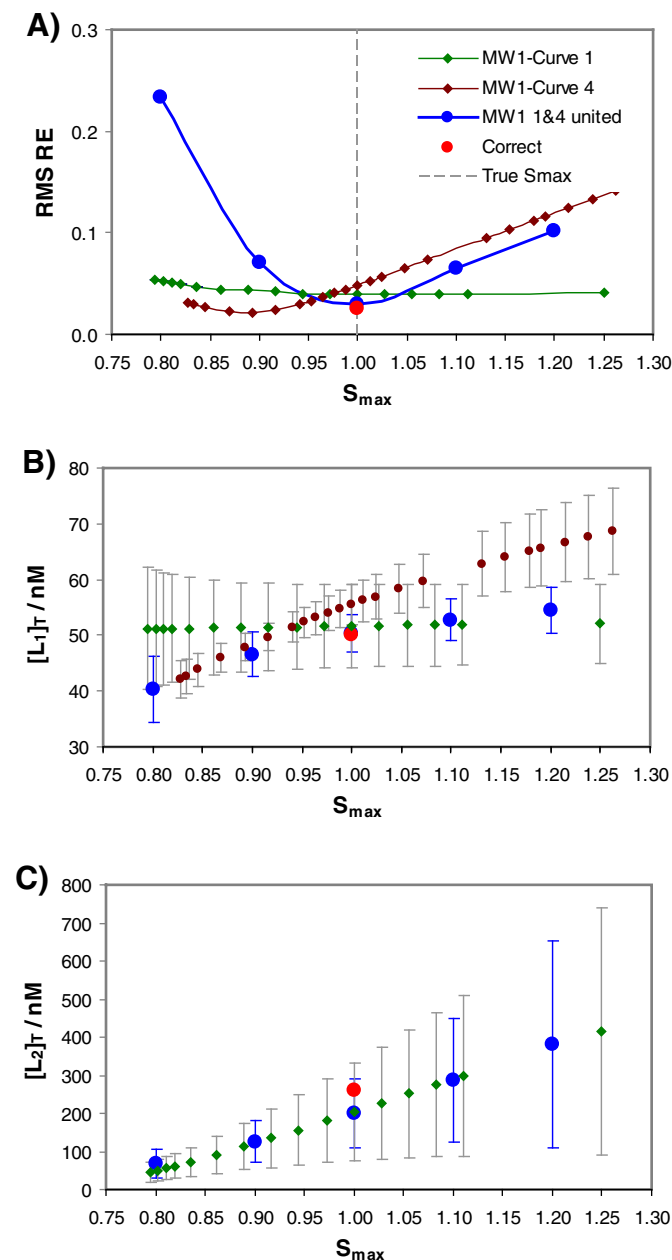 A)
0.3
0.2
0.1
0.0
RMS RE
MW1-Curve 1
MW1-Curve 4
MW1 1&4 united
Correct
True Smax
0.75 0.80 0.85 0.90 0.95 1.00 1.05 1.10 1.15 1.20 1.25 1.30
Smax
B)
80
70
60
50
40
30
[L1]T / nM
0.75 0.80 0.85 0.90 0.95 1.00 1.05 1.10 1.15 1.20 1.25 1.30
Smax
C)
800
700
600
500
400
300
200
100
0
[L2]T / nM
0.75 0.80 0.85 0.90 0.95 1.00 1.05 1.10 1.15 1.20 1.25 1.30
Smax